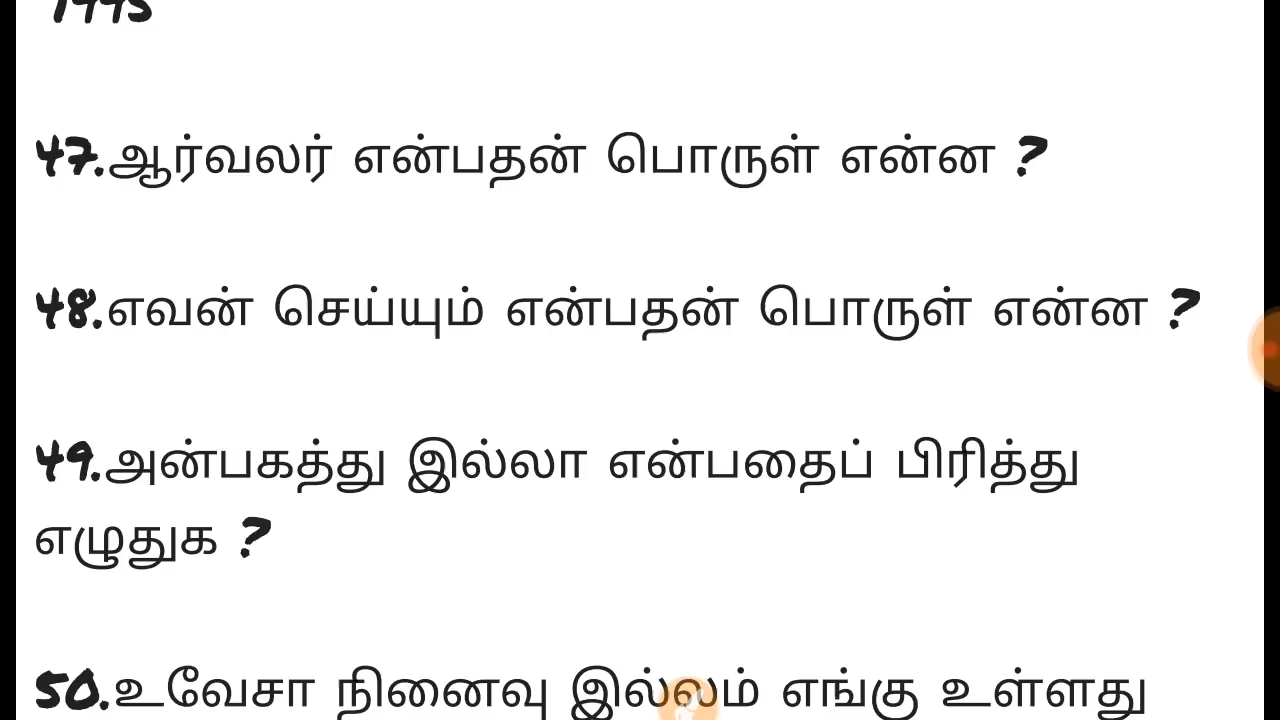 1995
47.ஆர்வலர் என்பதன் பொருள் என்ன ?
48.எவன் செய்யும் என்பதன் பொருள் என்ன ?
49.அன்பகத்து இல்லா என்பதைப் பிரித்து
எழுதுக ?
50.உவேசா நினைவு இல்லம் எங்கு உள்ளது